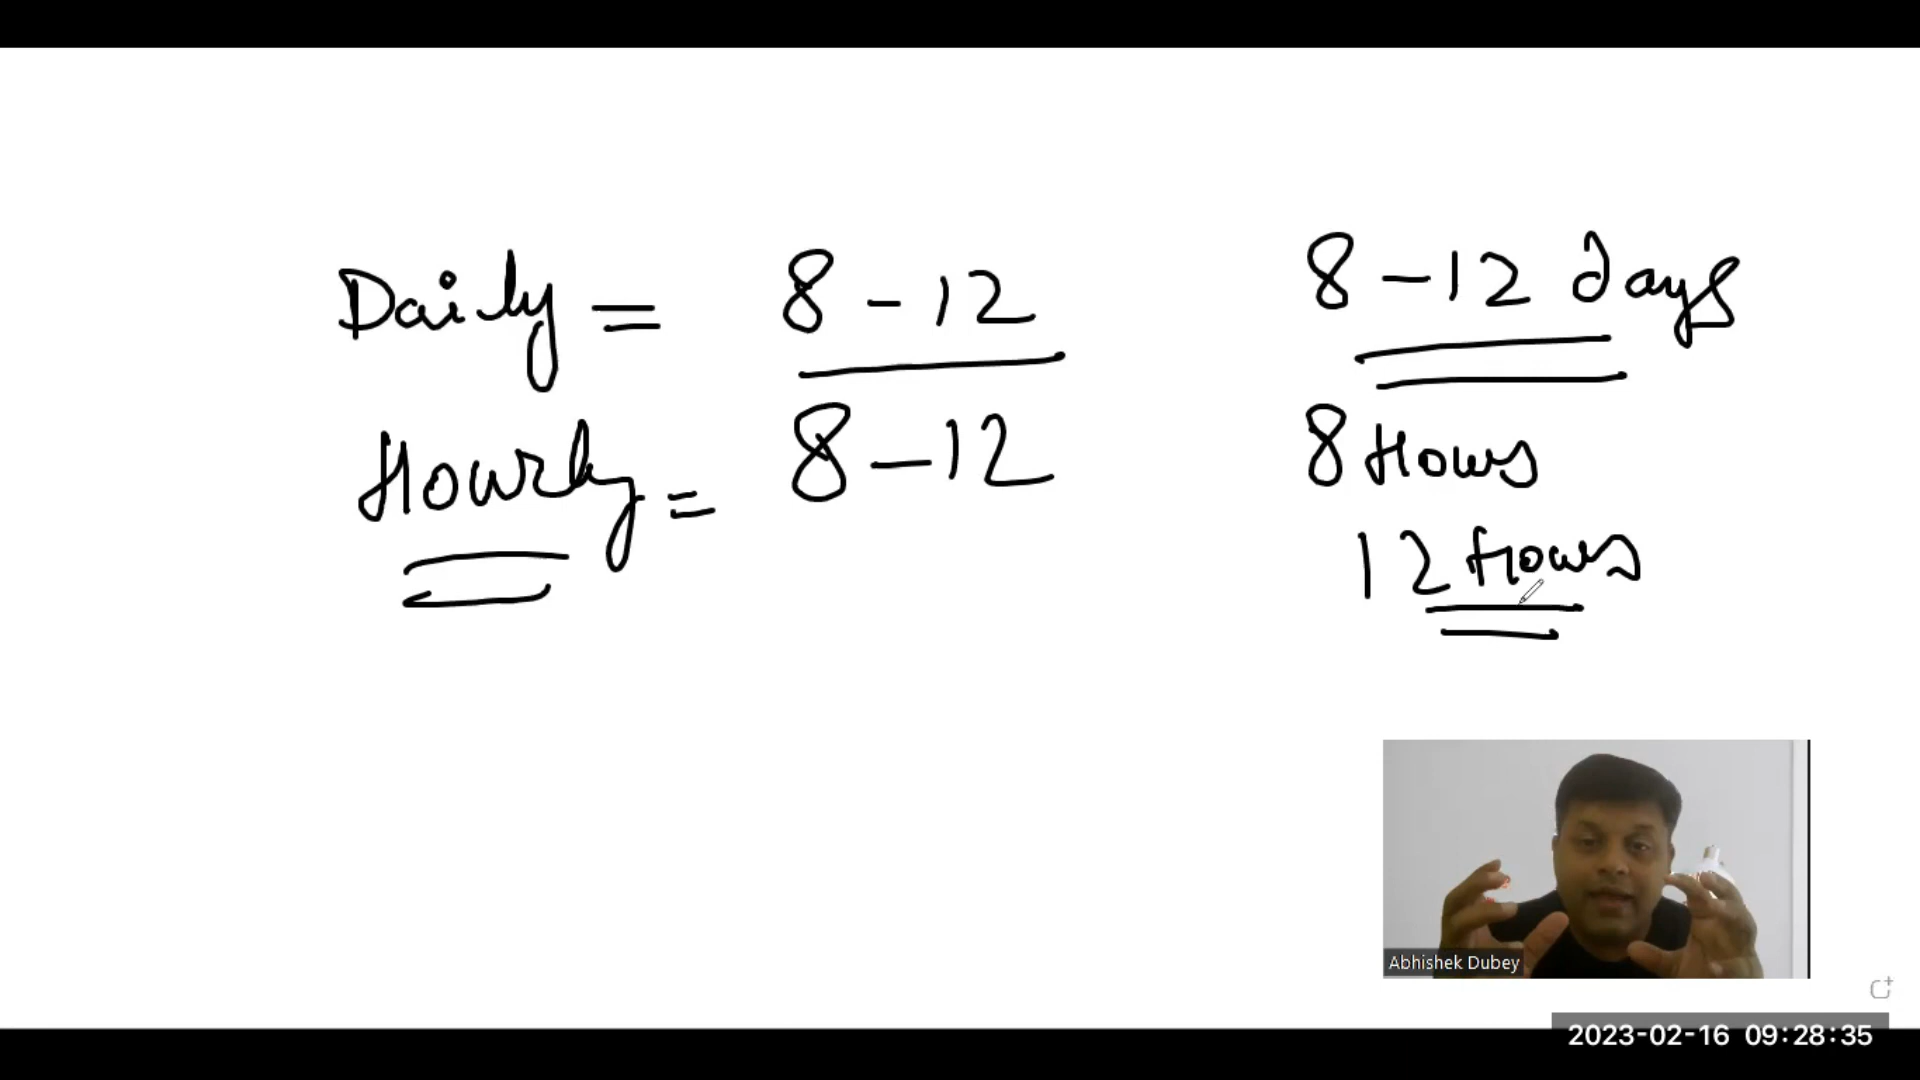 Daily = 8 - 12
8 - 12 days
Hourly = 8 - 12
8 Hours
12 Hours
Abhishek Dubey
2023-02-16 09:28:35